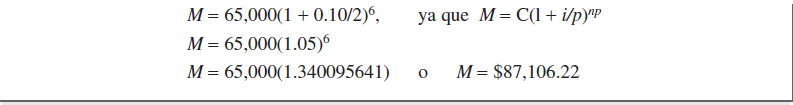 M = 65,000(1 + 0.10/2)⁶, ya que M = C(1 + i/p)ⁿᵖ
M = 65,000(1.05)⁶
M = 65,000(1.340095641) o M = $87,106.22